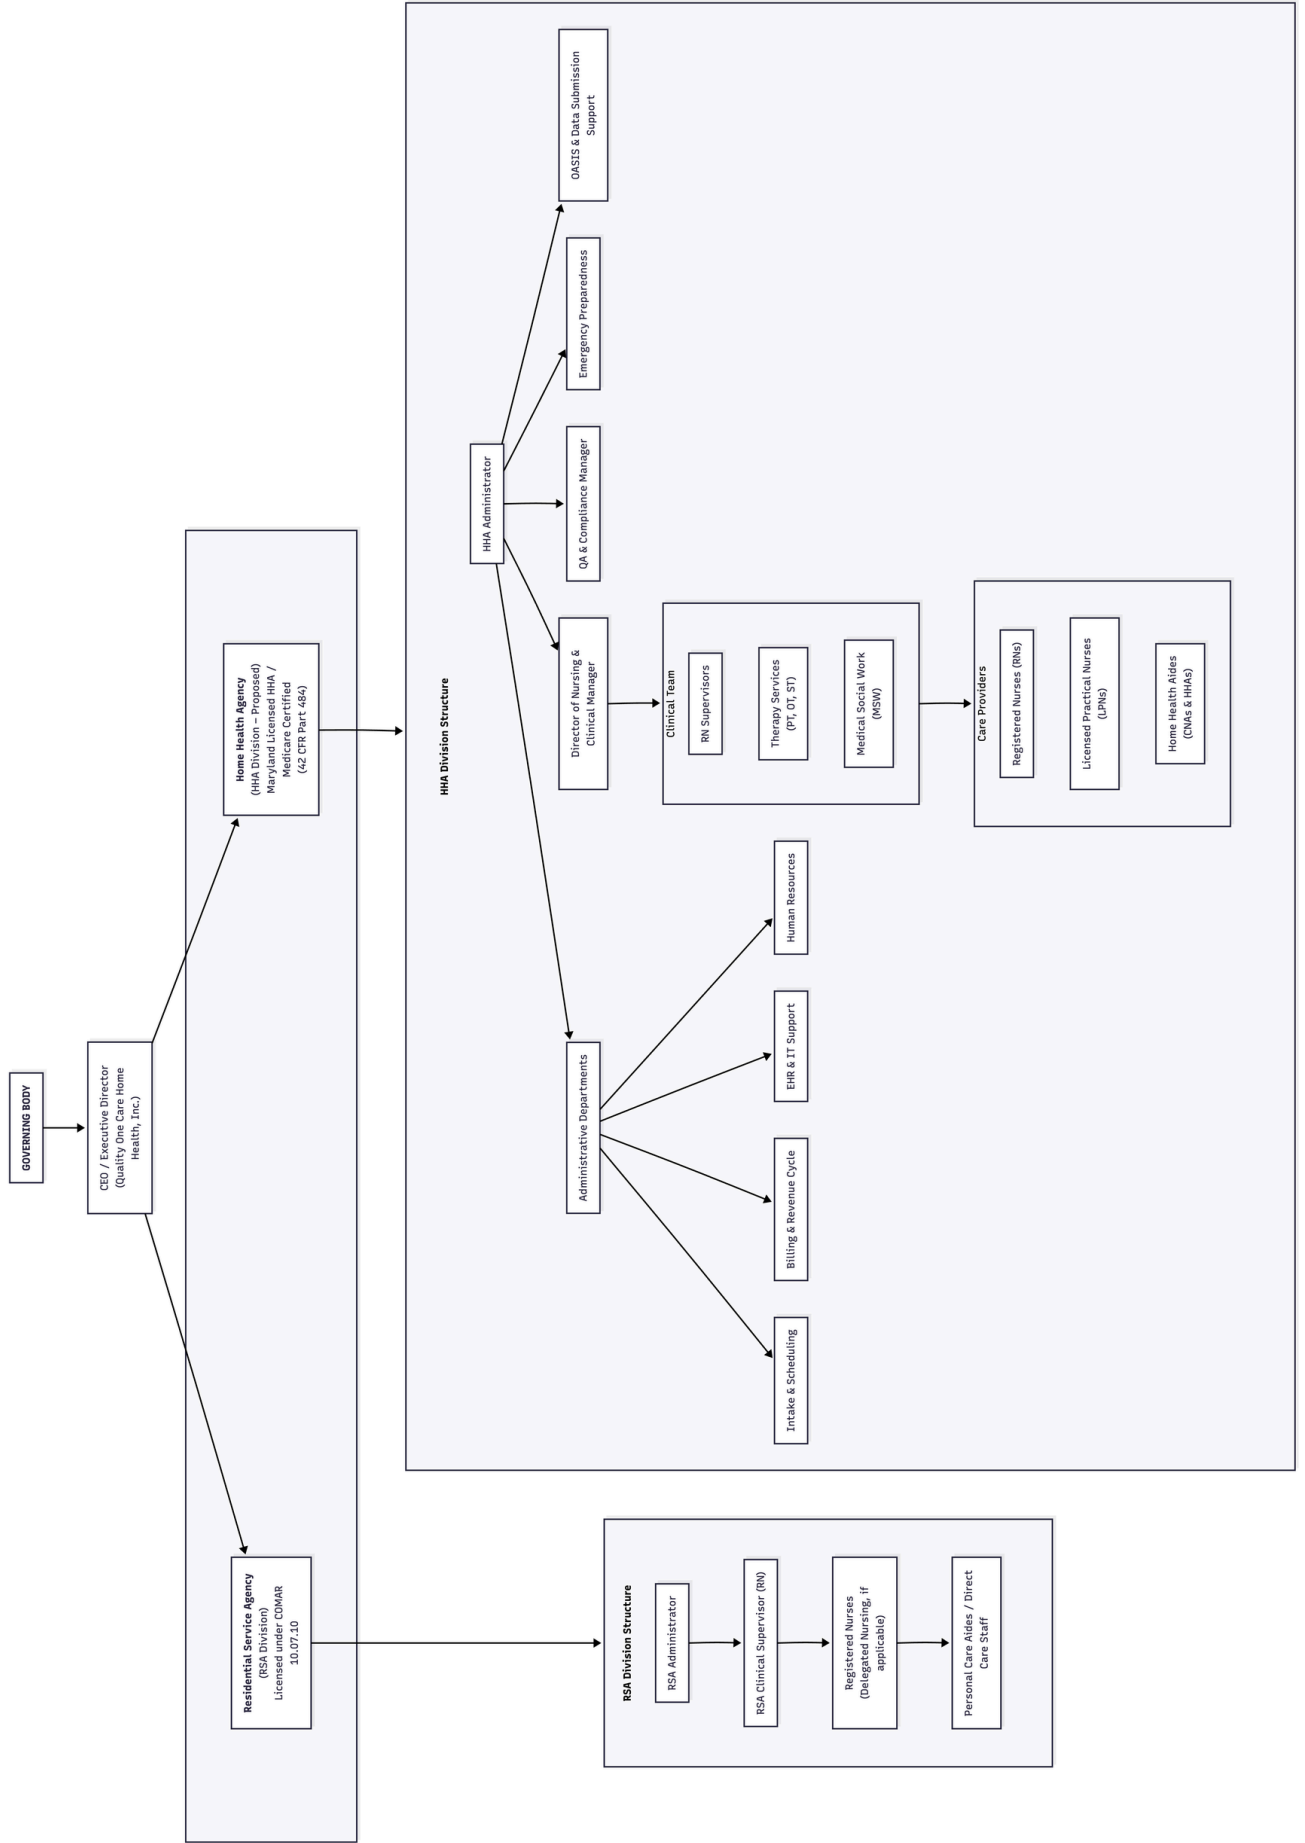 GOVERNING BODY
CEO / Executive Director
(Quality One Care Home
Health, Inc.)
Residential Service Agency
(RSA Division)
Licensed under COMAR
10.07.10
Home Health Agency
(HHA Division – Proposed)
Maryland Licensed HHA /
Medicare Certified
(42 CFR Part 484)
RSA Division Structure
RSA Administrator
RSA Clinical Supervisor (RN)
Registered Nurses
(Delegated Nursing, if
applicable)
Personal Care Aides / Direct
Care Staff
HHA Division Structure
HHA Administrator
Administrative Departments
Director of Nursing &
Clinical Manager
QA & Compliance Manager
Emergency Preparedness
OASIS & Data Submission
Support
Intake & Scheduling
Billing & Revenue Cycle
EHR & IT Support
Human Resources
Clinical Team
RN Supervisors
Therapy Services
(PT, OT, ST)
Medical Social Work
(MSW)
Care Providers
Registered Nurses (RNs)
Licensed Practical Nurses
(LPNs)
Home Health Aides
(CNAs & HHAs)